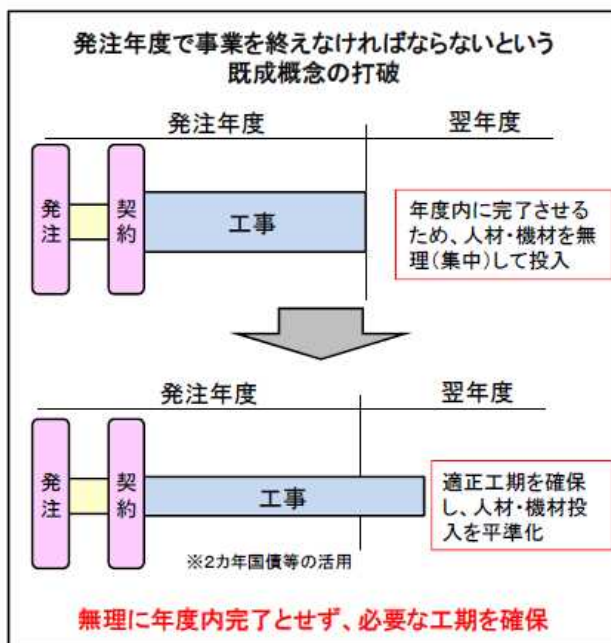 発注年度で事業を終えなければならないという
既成概念の打破
発注年度
翌年度
発注
契約
工事
年度内に完了させる
ため、人材・機材を無
理(集中)して投入
発注年度
翌年度
発注
契約
工事
適正工期を確保
し、人材・機材投
入を平準化
※2カ年国債等の活用
無理に年度内完了とせず、必要な工期を確保